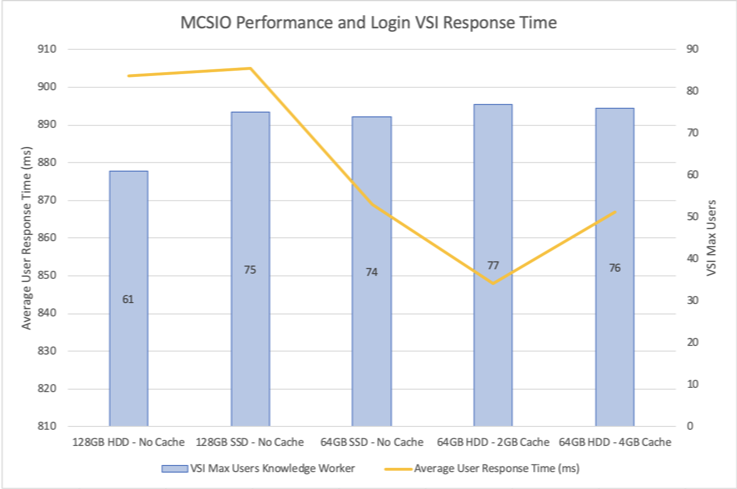 MCSIO Performance and Login VSI Response Time
Average User Response Time (ms)
910
900
890
880
870
860
850
840
830
820
810
61
75
74
77
76
90
80
70
60
50
40
30
20
10
0
VSI Max Users
128GB HDD - No Cache
128GB SSD - No Cache
64GB SSD - No Cache
64GB HDD - 2GB Cache
64GB HDD - 4GB Cache
VSI Max Users Knowledge Worker
Average User Response Time (ms)